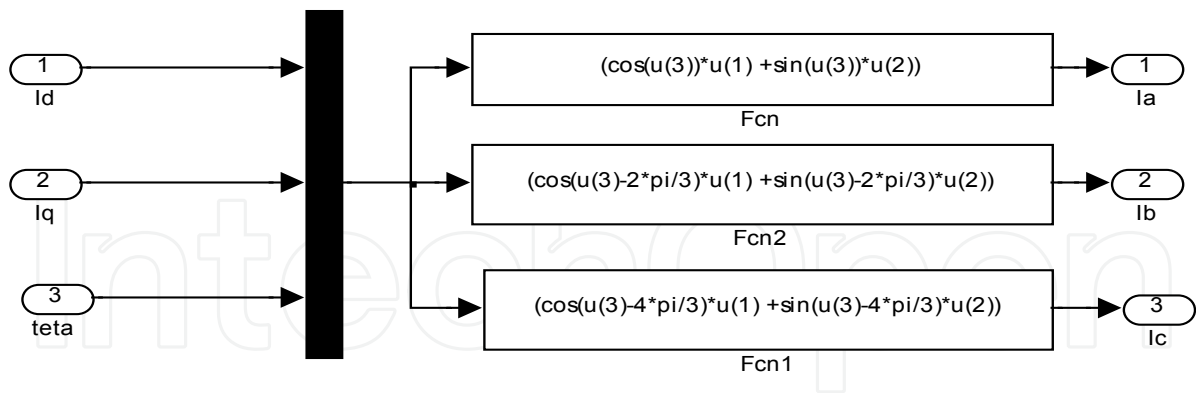 1
Id
2
Iq
3
teta
(cos(u(3))*u(1) +sin(u(3))*u(2))
Fcn
(cos(u(3)-2*pi/3)*u(1) +sin(u(3)-2*pi/3)*u(2))
Fcn2
(cos(u(3)-4*pi/3)*u(1) +sin(u(3)-4*pi/3)*u(2))
Fcn1
1
Ia
2
Ib
3
Ic
IntechOpen